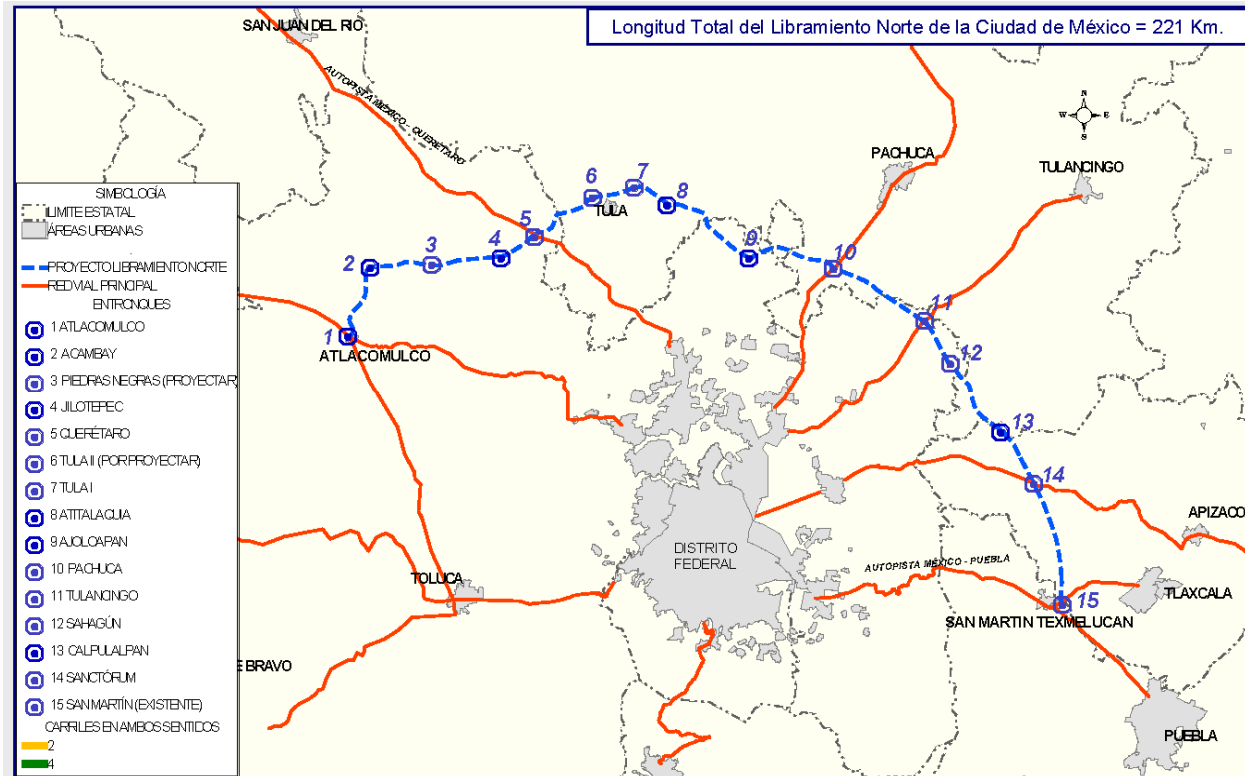 Longitud Total del Libramiento Norte de la Ciudad de México = 221 Km.
SAN JUAN DEL RIO
AUTOPISTA MÉXICO - QUERETARO
N
W E
S
PACHUCA
TULANCINGO
SIMBOLOGÍA
LIMITE ESTATAL
ÁREAS URBANAS
PROYECTO LIBRAMIENTO NORTE
RED VIAL PRINCIPAL
ENTRONQUES
1 ATLACOMULCO
2 ACAMBAY
3 PIEDRAS NEGRAS (PROYECTAR)
4 JILOTEPEC
5 QUERÉTARO
6 TULA II (POR PROYECTAR)
7 TULA I
8 ATITALAQUIA
9 AJOLOAPAN
10 PACHUCA
11 TULANCINGO
12 SAHAGÚN
13 CALPULALPAN
14 SANCTÓRUM
15 SAN MARTÍN (EXISTENTE)
CARRILES EN AMBOS SENTIDOS
2
4
1
2
3
4
5
6
7
8
9
10
11
12
13
14
15
TULA
ATLACOMULCO
DISTRITO
FEDERAL
TOLUCA
E BRAVO
AUTOPISTA MÉXICO - PUEBLA
APIZACO
TLAXCALA
SAN MARTIN TEXMELUCAN
PUEBLA